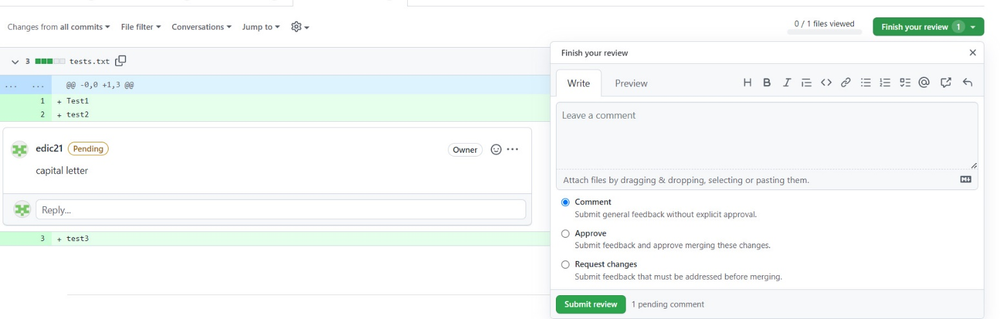 Changes from all commits File filter Conversations Jump to
0 / 1 files viewed
Finish your review 1
3 tests.txt
... ... @@ -0,0 +1,3 @@
1 + Test1
2 + test2
edic21 Pending Owner
capital letter
Reply...
3 + test3
Finish your review
Write Preview
Leave a comment
Attach files by dragging & dropping, selecting or pasting them.
Comment
Submit general feedback without explicit approval.
Approve
Submit feedback and approve merging these changes.
Request changes
Submit feedback that must be addressed before merging.
Submit review 1 pending comment